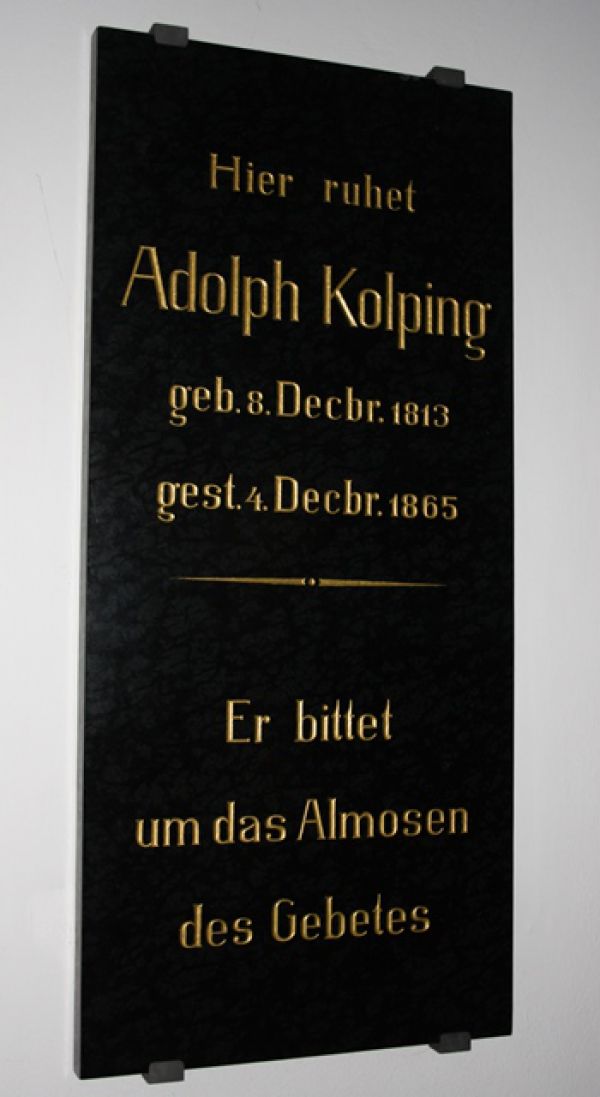 Hier ruhet
Adolph Kolping
geb. 8. Decbr. 1813
gest. 4. Decbr. 1865
Er bittet
um das Almosen
des Gebetes